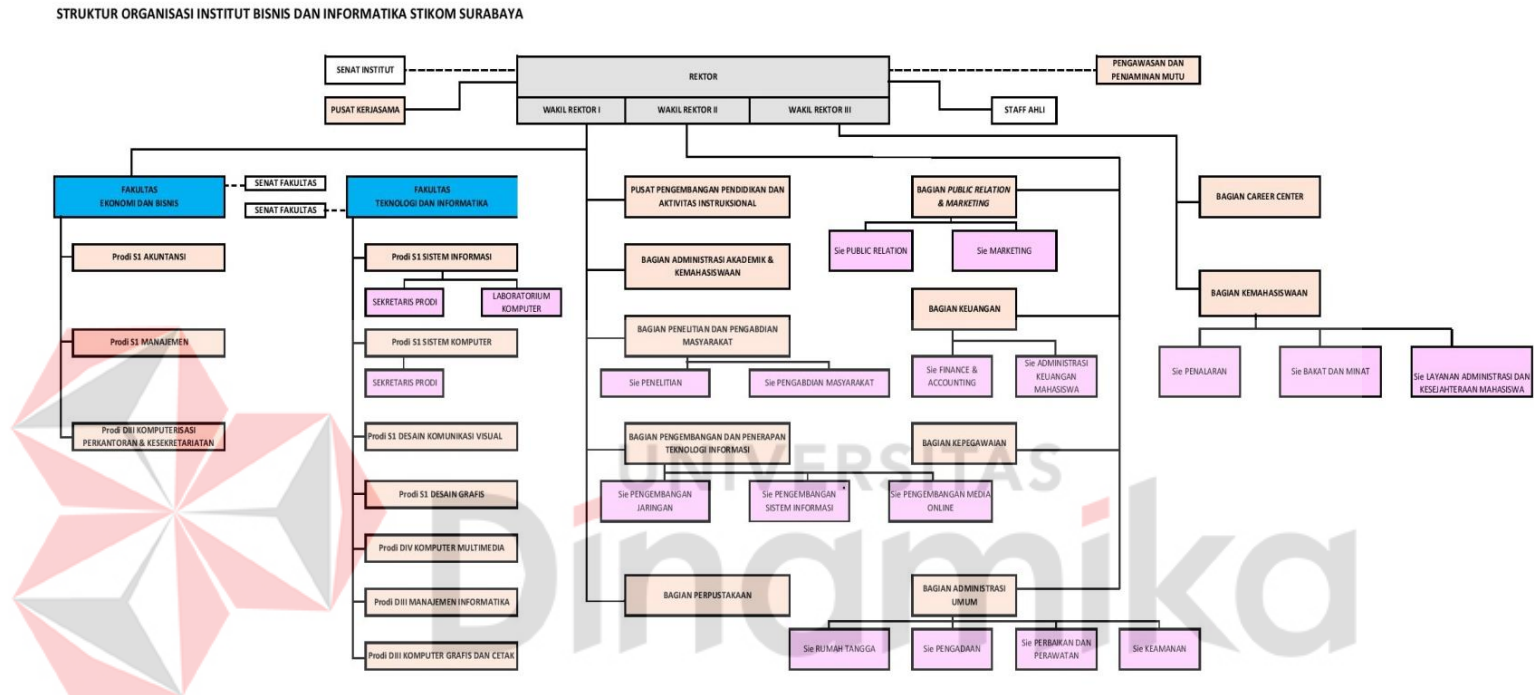 STRUKTUR ORGANISASI INSTITUT BISNIS DAN INFORMATIKA STIKOM SURABAYA
SENAT INSTITUT
REKTOR
PENGAWASAN DAN
PENJAMINAN MUTU
PUSAT KERJASAMA
WAKIL REKTOR I
WAKIL REKTOR II
WAKIL REKTOR III
STAFF AHLI
FAKULTAS
EKONOMI DAN BISNIS
SENAT FAKULTAS
SENAT FAKULTAS
FAKULTAS
TEKNOLOGI DAN INFORMATIKA
Prodi S1 AKUNTANSI
Prodi S1 MANAJEMEN
Prodi DIII KOMPUTERISASI
PERKANTORAN & KESEKRETARIATAN
Prodi S1 SISTEM INFORMASI
SEKRETARIS PRODI
LABORATORIUM
KOMPUTER
Prodi S1 SISTEM KOMPUTER
SEKRETARIS PRODI
Prodi S1 DESAIN KOMUNIKASI VISUAL
Prodi S1 DESAIN GRAFIS
Prodi DIV KOMPUTER MULTIMEDIA
Prodi DIII MANAJEMEN INFORMATIKA
Prodi DIII KOMPUTER GRAFIS DAN CETAK
PUSAT PENGEMBANGAN PENDIDIKAN DAN
AKTIVITAS INSTRUKSIONAL
BAGIAN ADMINISTRASI AKADEMIK &
KEMAHASISWAAN
BAGIAN PENELITIAN DAN PENGABDIAN
MASYARAKAT
Sie PENELITIAN
Sie PENGABDIAN MASYARAKAT
BAGIAN PENGEMBANGAN DAN PENERAPAN
TEKNOLOGI INFORMASI
Sie PENGEMBANGAN
JARINGAN
Sie PENGEMBANGAN
SISTEM INFORMASI
Sie PENGEMBANGAN MEDIA
ONLINE
BAGIAN PERPUSTAKAAN
BAGIAN PUBLIC RELATION
& MARKETING
Sie PUBLIC RELATION
Sie MARKETING
BAGIAN KEUANGAN
Sie FINANCE &
ACCOUNTING
Sie ADMINISTRASI
KEUANGAN
MAHASISWA
BAGIAN KEPEGAWAIAN
BAGIAN ADMINISTRASI
UMUM
Sie RUMAH TANGGA
Sie PENGADAAN
Sie PERBAIKAN DAN
PERAWATAN
Sie KEAMANAN
BAGIAN CAREER CENTER
BAGIAN KEMAHASISWAAN
Sie PENALARAN
Sie BAKAT DAN MINAT
Sie LAYANAN ADMINISTRASI DAN
KESEJAHTERAAN MAHASISWA
UNIVERSITAS
Dinamika